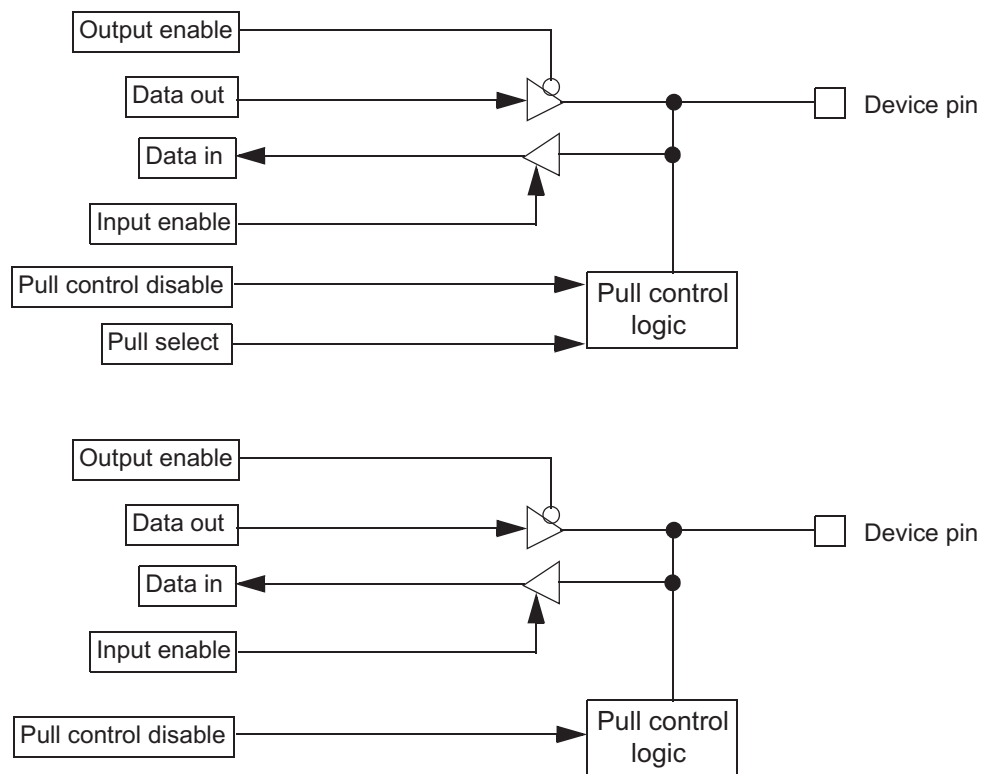 Output enable
Data out
Device pin
Data in
Input enable
Pull control disable
Pull control
logic
Pull select
Output enable
Data out
Device pin
Data in
Input enable
Pull control disable
Pull control
logic